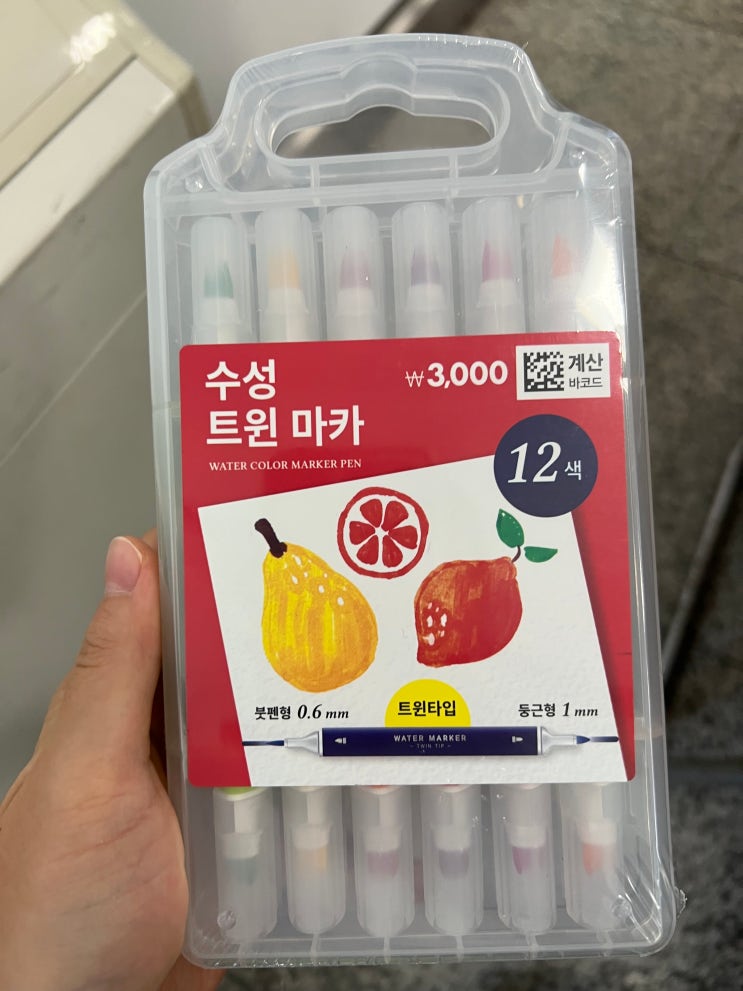 수성
트윈 마카
WATER COLOR MARKER PEN
₩3,000
계산
바코드
12색
붓펜형 0.6 mm
트윈타입
둥근형 1 mm
WATER MARKER
- TWIN TIP -